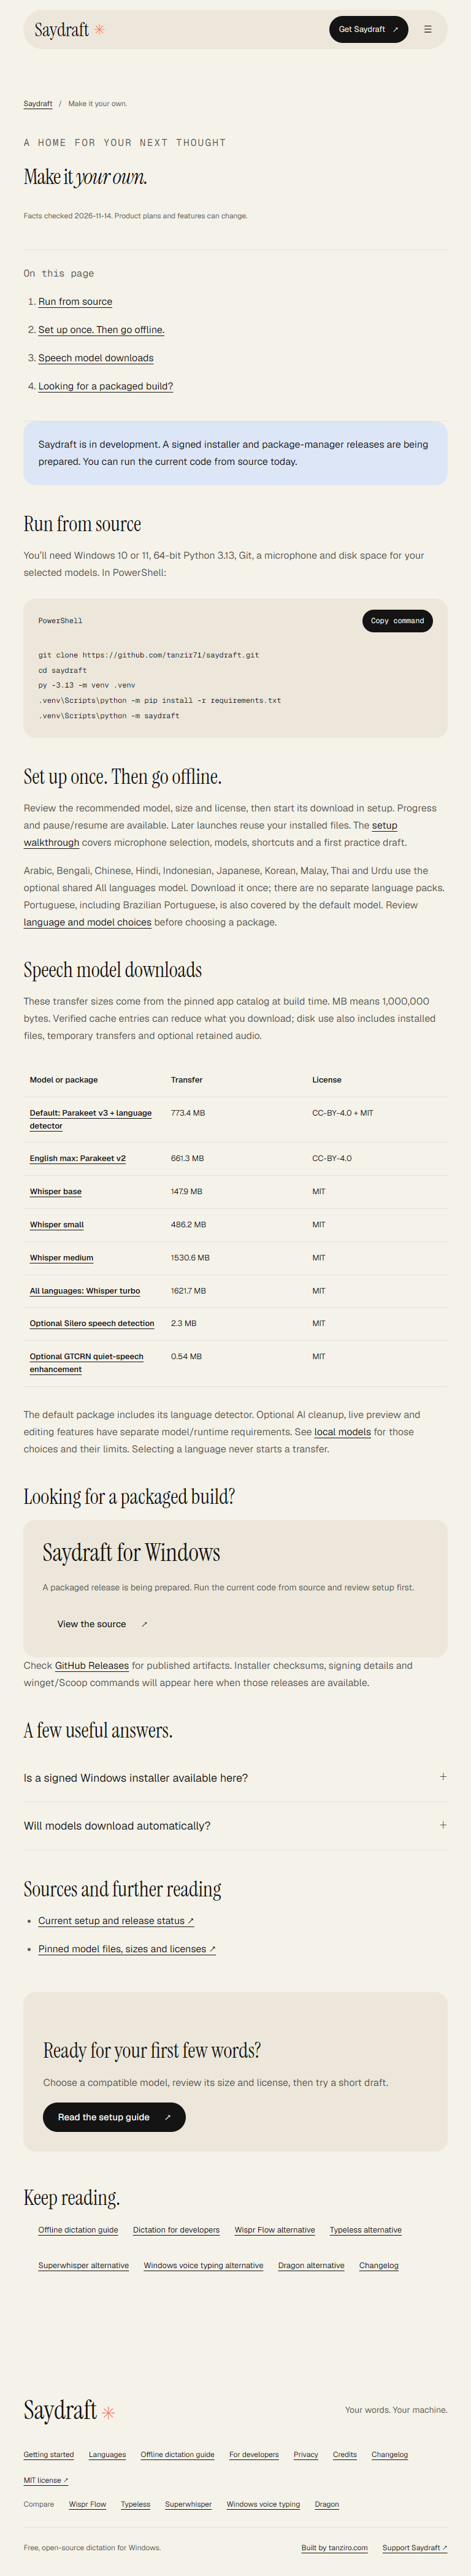 Saydraft
Get Saydraft ↗
Saydraft / Make it your own.
A HOME FOR YOUR NEXT THOUGHT
Make it your own.
Facts checked 2026-11-14. Product plans and features can change.
On this page
1. Run from source
2. Set up once. Then go offline.
3. Speech model downloads
4. Looking for a packaged build?
Saydraft is in development. A signed installer and package-manager releases are being
prepared. You can run the current code from source today.
Run from source
You'll need Windows 10 or 11, 64-bit Python 3.13, Git, a microphone and disk space for your
selected models. In PowerShell:
PowerShell
Copy command
git clone https://github.com/tanzir71/saydraft.git
cd saydraft
py -3.13 -m venv .venv
.venv\Scripts\python -m pip install -r requirements.txt
.venv\Scripts\python -m saydraft
Set up once. Then go offline.
Review the recommended model, size and license, then start its download in setup. Progress
and pause/resume are available. Later launches reuse your installed files. The setup
walkthrough covers microphone selection, models, shortcuts and a first practice draft.
Arabic, Bengali, Chinese, Hindi, Indonesian, Japanese, Korean, Malay, Thai and Urdu use the
optional shared All languages model. Download it once; there are no separate language packs.
Portuguese, including Brazilian Portuguese, is also covered by the default model. Review
language and model choices before choosing a package.
Speech model downloads
These transfer sizes come from the pinned app catalog at build time. MB means 1,000,000
bytes. Verified cache entries can reduce what you download; disk use also includes installed
files, temporary transfers and optional retained audio.
Model or package Transfer License
Default: Parakeet v3 + language
detector 773.4 MB CC-BY-4.0 + MIT
English max: Parakeet v2 661.3 MB CC-BY-4.0
Whisper base 147.9 MB MIT
Whisper small 486.2 MB MIT
Whisper medium 1530.6 MB MIT
All languages: Whisper turbo 1621.7 MB MIT
Optional Silero speech detection 2.3 MB MIT
Optional GTCRN quiet-speech
enhancement 0.54 MB MIT
The default package includes its language detector. Optional AI cleanup, live preview and
editing features have separate model/runtime requirements. See local models for those
choices and their limits. Selecting a language never starts a transfer.
Looking for a packaged build?
Saydraft for Windows
A packaged release is being prepared. Run the current code from source and review setup first.
View the source ↗
Check GitHub Releases for published artifacts. Installer checksums, signing details and
winget/Scoop commands will appear here when those releases are available.
A few useful answers.
Is a signed Windows installer available here? +
Will models download automatically? +
Sources and further reading
• Current setup and release status ↗
• Pinned model files, sizes and licenses ↗
Ready for your first few words?
Choose a compatible model, review its size and license, then try a short draft.
Read the setup guide ↗
Keep reading.
Offline dictation guide Dictation for developers Wispr Flow alternative Typeless alternative
Superwhisper alternative Windows voice typing alternative Dragon alternative Changelog
Saydraft
Your words. Your machine.
Getting started Languages Offline dictation guide For developers Privacy Credits Changelog
MIT license ↗
Compare Wispr Flow Typeless Superwhisper Windows voice typing Dragon
Free, open-source dictation for Windows.
Built by tanziro.com Support Saydraft ↗